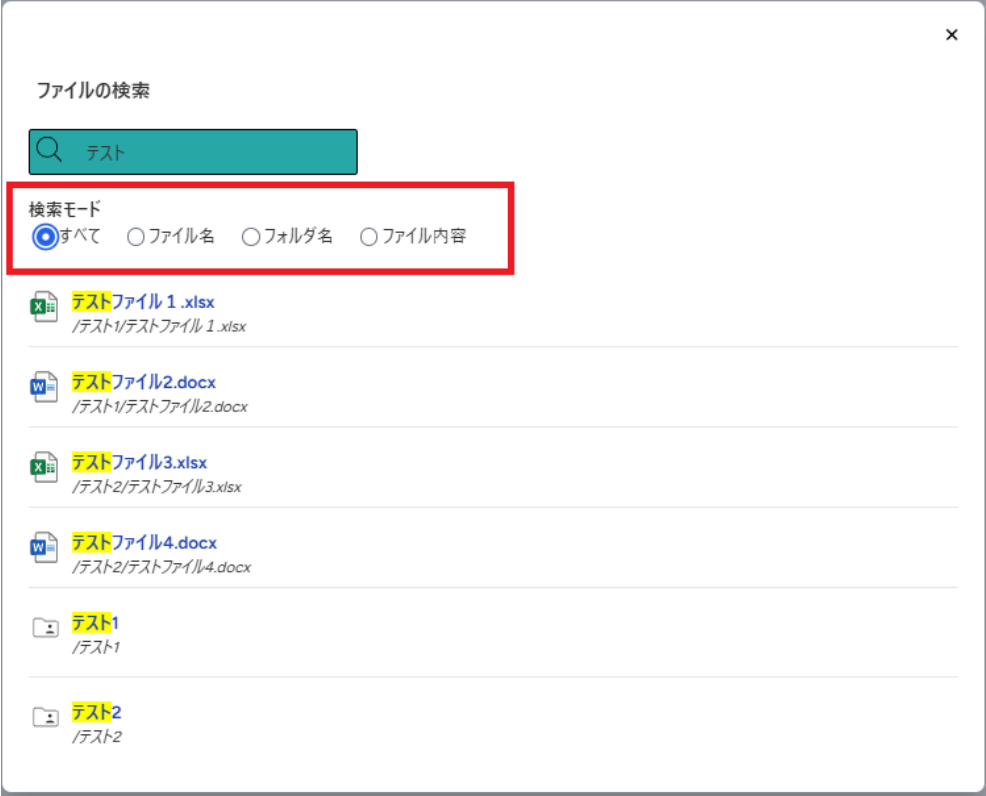 ×
ファイルの検索
テスト
検索モード
すべて ファイル名 フォルダ名 ファイル内容
テストファイル１.xlsx
/テスト1/テストファイル１.xlsx
テストファイル2.docx
/テスト1/テストファイル2.docx
テストファイル3.xlsx
/テスト2/テストファイル3.xlsx
テストファイル4.docx
/テスト2/テストファイル4.docx
テスト1
/テスト1
テスト2
/テスト2